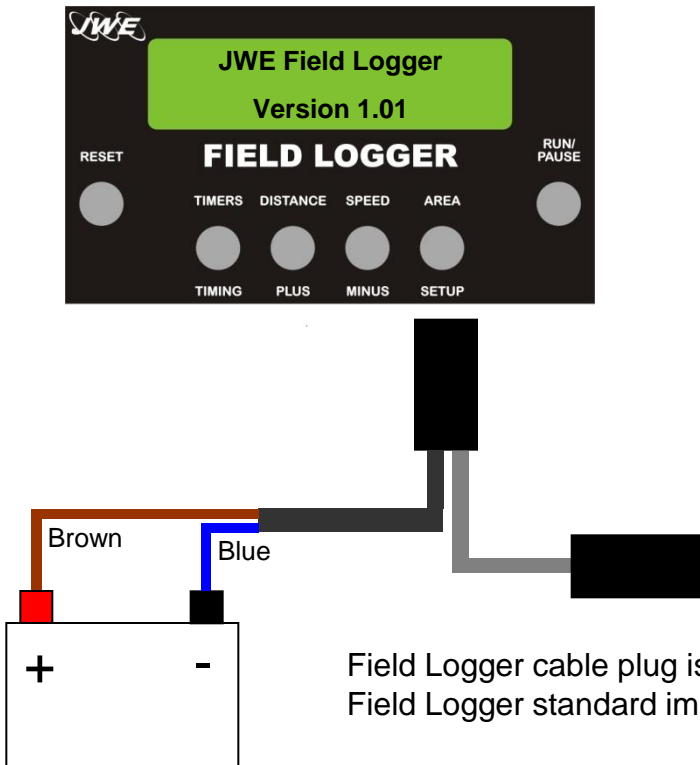 JWE
JWE Field Logger
Version 1.01
RESET
FIELD LOGGER
RUN/
PAUSE
TIMERS DISTANCE SPEED AREA
TIMING PLUS MINUS SETUP
Brown
Blue
+ -
Field Logger cable plug is
Field Logger standard im